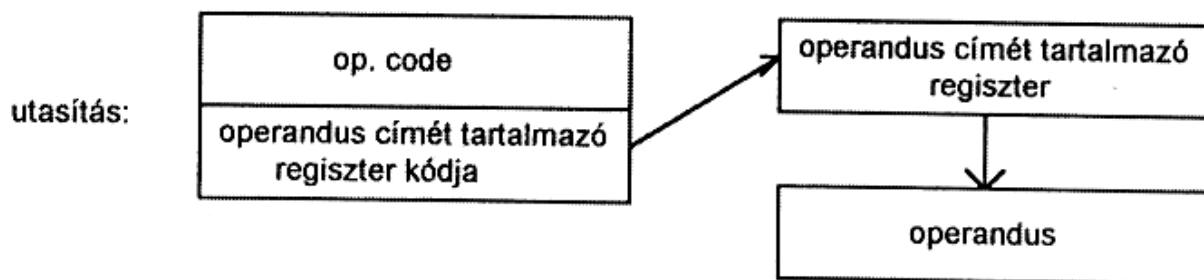 op. code
utasítás:
operandus címét tartalmazó
regiszter kódja
operandus címét tartalmazó
regiszter
operandus